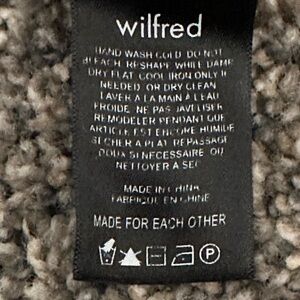 wilfred
HAND WASH COLD. DO NOT
BLEACH. RESHAPE WHILE DAMP.
DRY FLAT. COOL IRON ONLY IF
NEEDED. OR DRY CLEAN
LAVER A LA MAIN A L'EAU
FROIDE. NE PAS JAVELISER.
REMODELER PENDANT QUE
ARTICLE EST ENCORE HUMIDE
SECHER A PLAT. REPASSAGE
DOUX SI NECESSAIRE. OU
NETTOYER A SEC
MADE IN CHINA
FABRIQUE EN CHINE
MADE FOR EACH OTHER
P